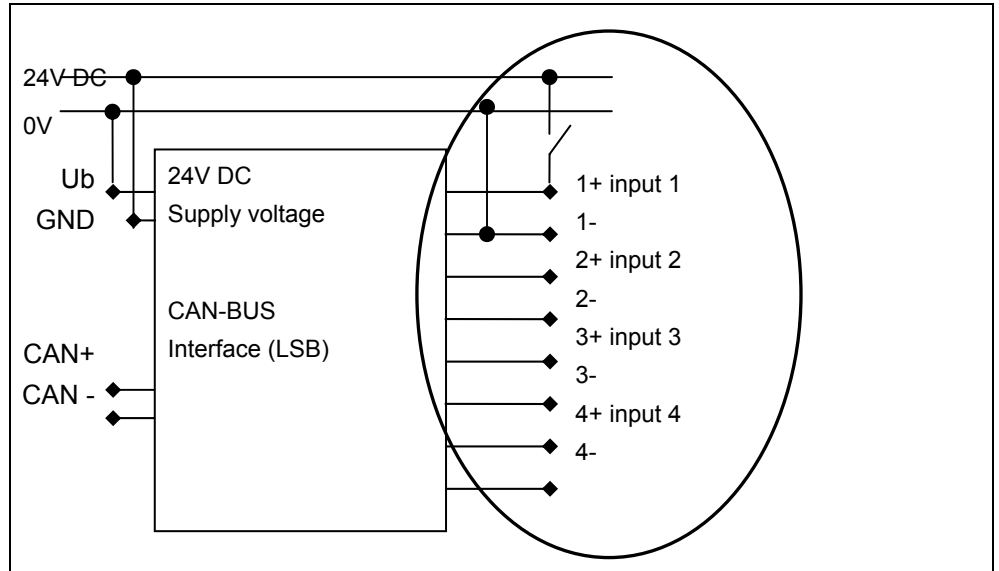 24V DC
0V
Ub
GND
24V DC
Supply voltage
CAN-BUS
Interface (LSB)
CAN+
CAN -
1+ input 1
1-
2+ input 2
2-
3+ input 3
3-
4+ input 4
4-